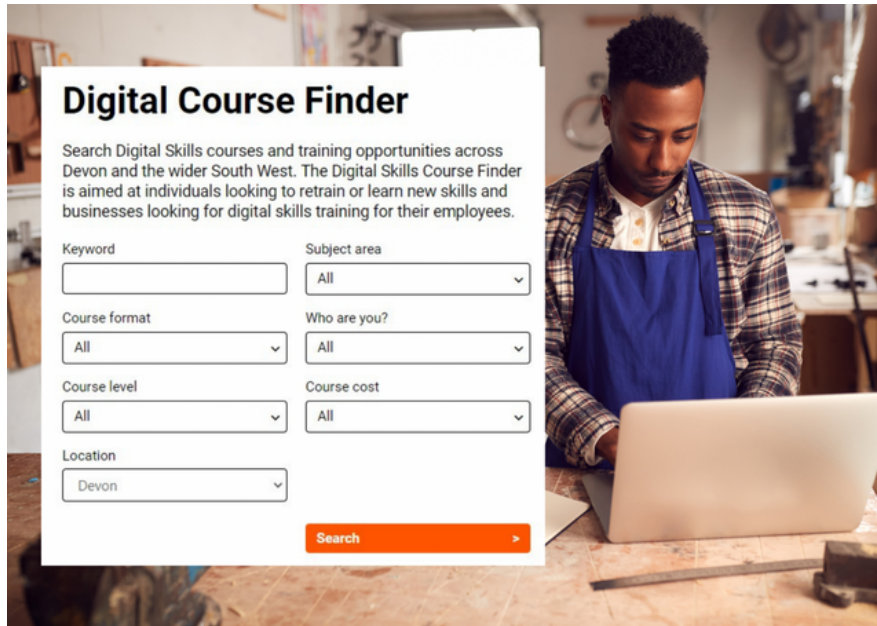 Digital Course Finder
Search Digital Skills courses and training opportunities across
Devon and the wider South West. The Digital Skills Course Finder
is aimed at individuals looking to retrain or learn new skills and
businesses looking for digital skills training for their employees.
Keyword
Subject area
All
Course format
Who are you?
All
All
Course level
Course cost
All
All
Location
Devon
Search >